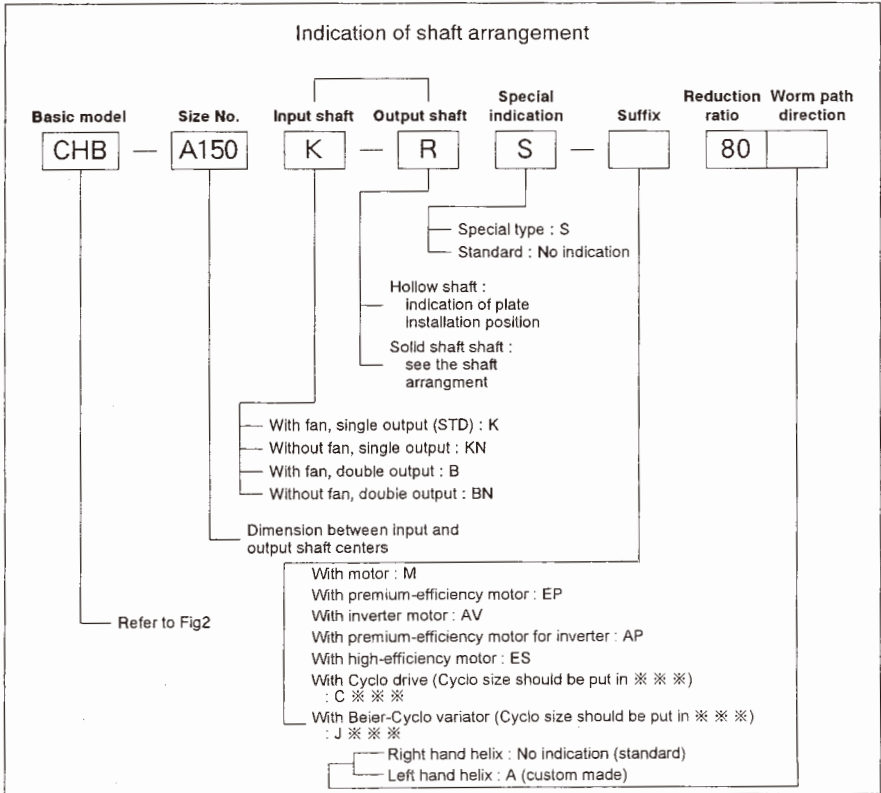 Indication of shaft arrangement
Basic model
Size No.
Input shaft
Output shaft
Special
indication
Suffix
Reduction
ratio
Worm path
direction
CHB — A150 K — R S — 80
Special type : S
Standard : No indication
Hollow shaft :
indication of plate
installation position
Solid shaft shaft :
see the shaft
arrangment
With fan, single output (STD) : K
Without fan, single output : KN
With fan, double output : B
Without fan, double output : BN
Dimension between input and
output shaft centers
Refer to Fig2
With motor : M
With premium-efficiency motor : EP
With inverter motor : AV
With premium-efficiency motor for inverter : AP
With high-efficiency motor : ES
With Cyclo drive (Cyclo size should be put in ※ ※ ※)
: C ※ ※ ※
With Beier-Cyclo variator (Cyclo size should be put in ※ ※ ※)
: J ※ ※ ※
Right hand helix : No indication (standard)
Left hand helix : A (custom made)